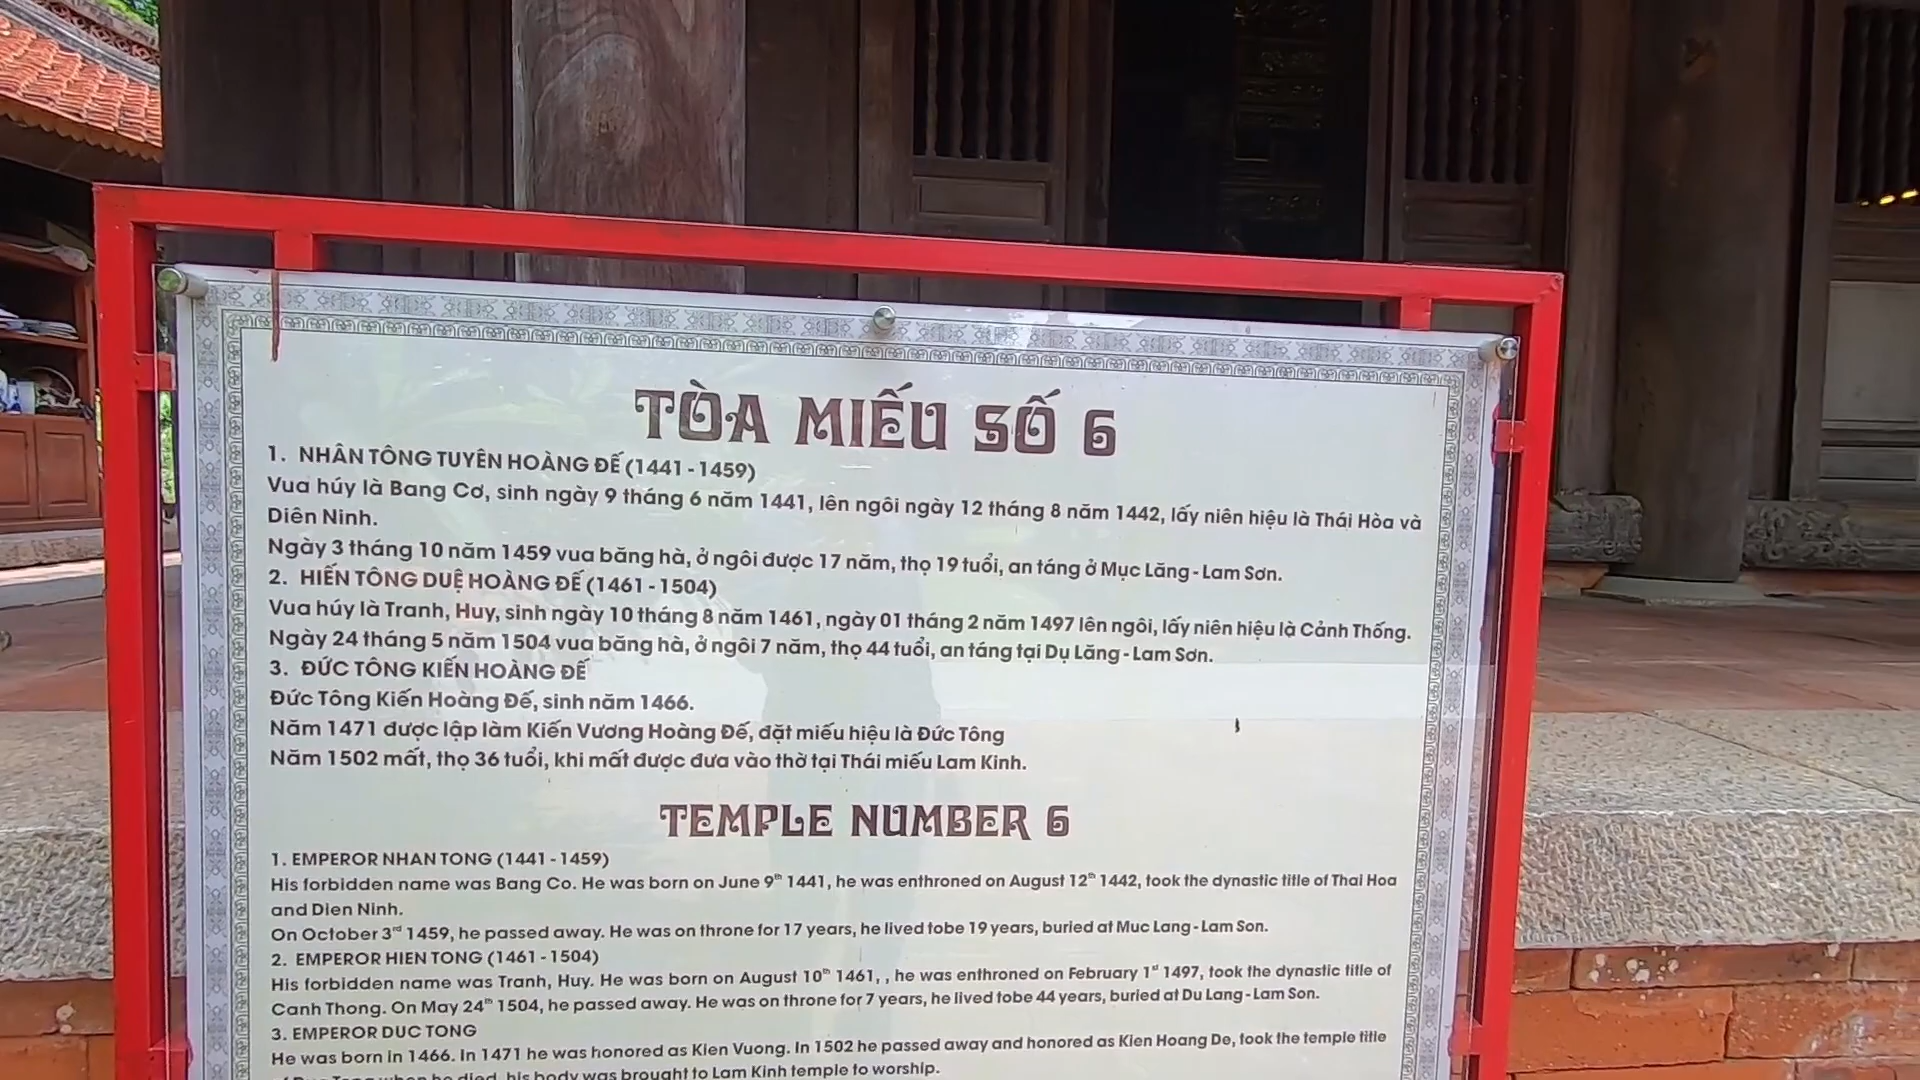 TÒA MIẾU SỐ 6
1. NHÂN TÔNG TUYÊN HOÀNG ĐẾ (1441 - 1459)
Vua húy là Bang Cơ, sinh ngày 9 tháng 6 năm 1441, lên ngôi ngày 12 tháng 8 năm 1442, lấy niên hiệu là Thái Hòa và
Diên Ninh.
Ngày 3 tháng 10 năm 1459 vua băng hà, ở ngôi được 17 năm, thọ 19 tuổi, an táng ở Mục Lăng - Lam Sơn.
2. HIẾN TÔNG DUỆ HOÀNG ĐẾ (1461 - 1504)
Vua húy là Tranh, Huy, sinh ngày 10 tháng 8 năm 1461, ngày 01 tháng 2 năm 1497 lên ngôi, lấy niên hiệu là Cảnh Thống.
Ngày 24 tháng 5 năm 1504 vua băng hà, ở ngôi 7 năm, thọ 44 tuổi, an táng tại Dụ Lăng - Lam Sơn.
3. ĐỨC TÔNG KIẾN HOÀNG ĐẾ
Đức Tông Kiến Hoàng Đế, sinh năm 1466.
Năm 1471 được lập làm Kiến Vương Hoàng Đế, đặt miếu hiệu là Đức Tông
Năm 1502 mất, thọ 36 tuổi, khi mất được đưa vào thờ tại Thái miếu Lam Kinh.
TEMPLE NUMBER 6
1. EMPEROR NHAN TONG (1441 - 1459)
His forbidden name was Bang Co. He was born on June 9th 1441, he was enthroned on August 12th 1442, took the dynastic title of Thai Hoa
and Dien Ninh.
On October 3rd 1459, he passed away. He was on throne for 17 years, he lived tobe 19 years, buried at Muc Lang - Lam Son.
2. EMPEROR HIEN TONG (1461 - 1504)
His forbidden name was Tranh, Huy. He was born on August 10th 1461, , he was enthroned on February 1st 1497, took the dynastic title of
Canh Thong. On May 24th 1504, he passed away. He was on throne for 7 years, he lived tobe 44 years, buried at Du Lang - Lam Son.
3. EMPEROR DUC TONG
He was born in 1466. In 1471 he was honored as Kien Vuong. In 1502 he passed away and honored as Kien Hoang De, took the temple title
when he died, his body was brought to Lam Kinh temple to worship.